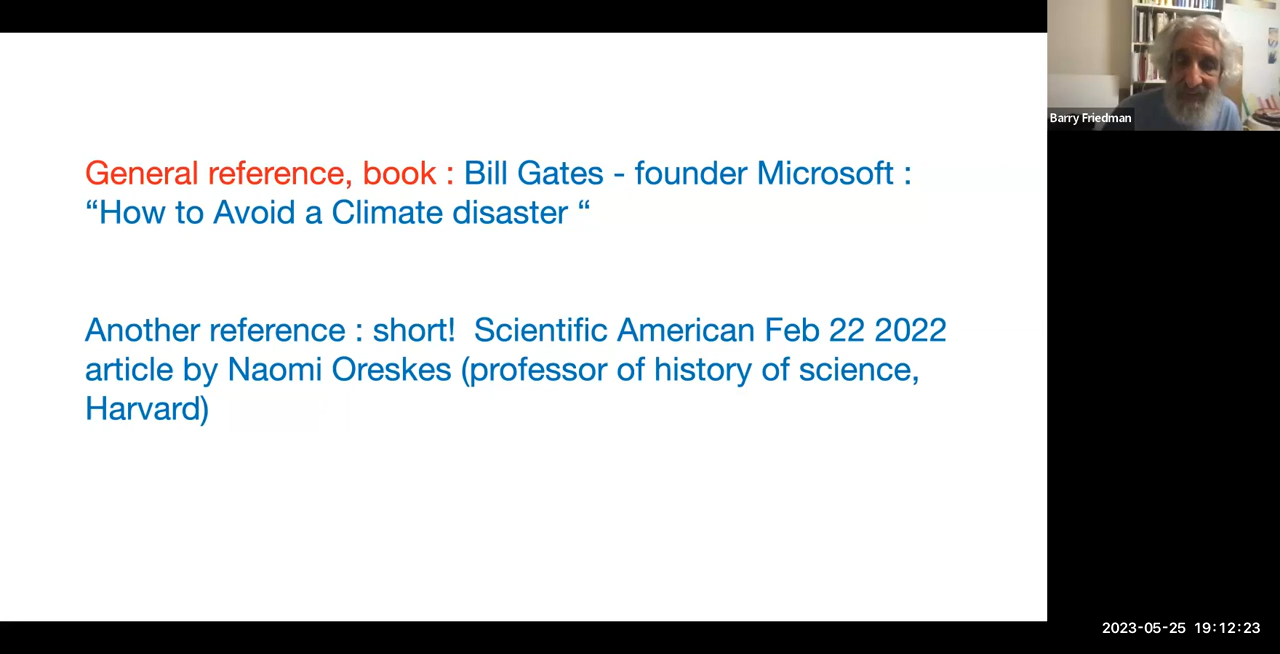 General reference, book : Bill Gates - founder Microsoft :
“How to Avoid a Climate disaster “
Another reference : short!  Scientific American Feb 22 2022
article by Naomi Oreskes (professor of history of science,
Harvard)
Barry Friedman
2023-05-25 19:12:23